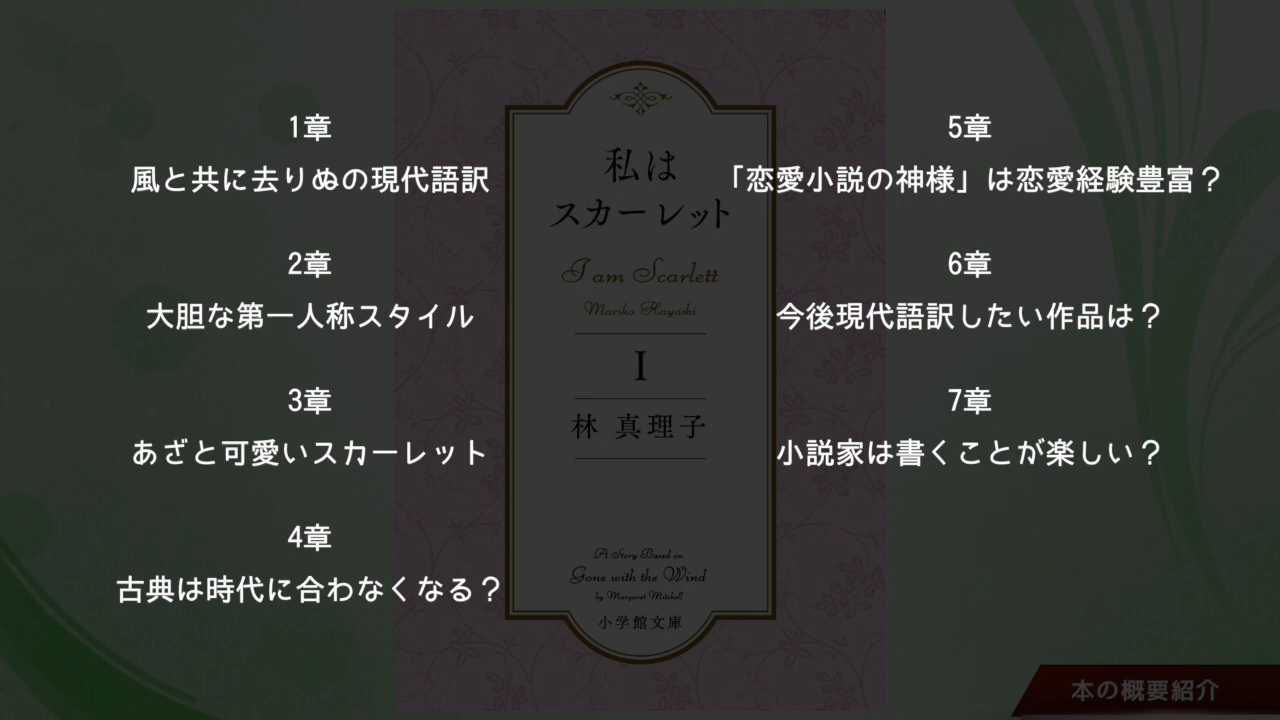 1章
風と共に去りぬの現代語訳
2章
大胆な第一人称スタイル
3章
あざと可愛いスカーレット
4章
古典は時代に合わなくなる？
5章
「恋愛小説の神様」は恋愛経験豊富？
6章
今後現代語訳したい作品は？
7章
小説家は書くことが楽しい？
私は
スカーレット
I am Scarlett
Mariko Hayashi
I
林 真理子
A Story Based on
Gone with the Wind
by Margaret Mitchell
小学館文庫
本の概要紹介